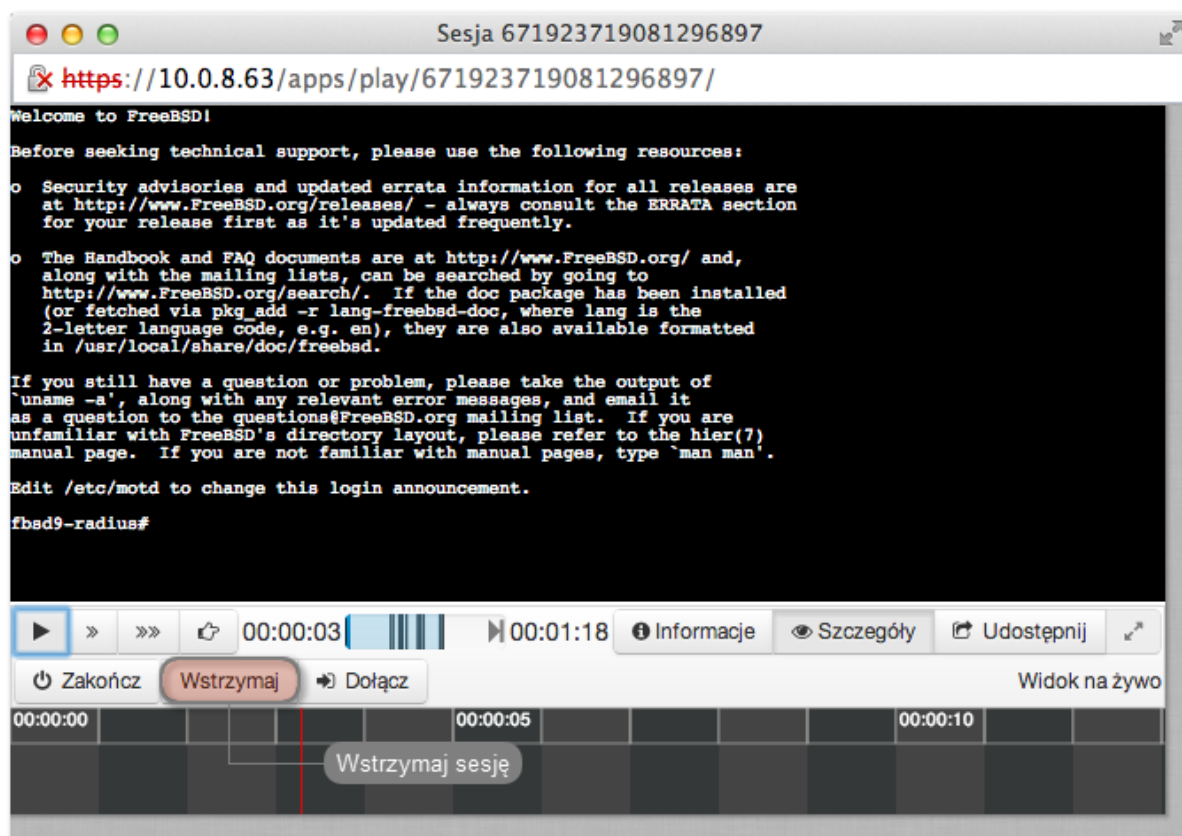 Sesja 671923719081296897
https://10.0.8.63/apps/play/671923719081296897/
Welcome to FreeBSD!
Before seeking technical support, please use the following resources:
o  Security advisories and updated errata information for all releases are
at http://www.FreeBSD.org/releases/ - always consult the ERRATA section
for your release first as it's updated frequently.
o  The Handbook and FAQ documents are at http://www.FreeBSD.org/ and,
along with the mailing lists, can be searched by going to
http://www.FreeBSD.org/search/.  If the doc package has been installed
(or fetched via pkg_add -r lang-freebsd-doc, where lang is the
2-letter language code, e.g. en), they are also available formatted
in /usr/local/share/doc/freebsd.
If you still have a question or problem, please take the output of
`uname -a', along with any relevant error messages, and email it
as a question to the questions@FreeBSD.org mailing list.  If you are
unfamiliar with FreeBSD's directory layout, please refer to the hier(7)
manual page.  If you are not familiar with manual pages, type `man man'.
Edit /etc/motd to change this login announcement.
fbsd9-radius#
00:00:03 00:01:18 Informacje Szczegóły Udostępnij
Zakończ Wstrzymaj Dołącz Widok na żywo
00:00:00 00:00:05 00:00:10
Wstrzymaj sesję